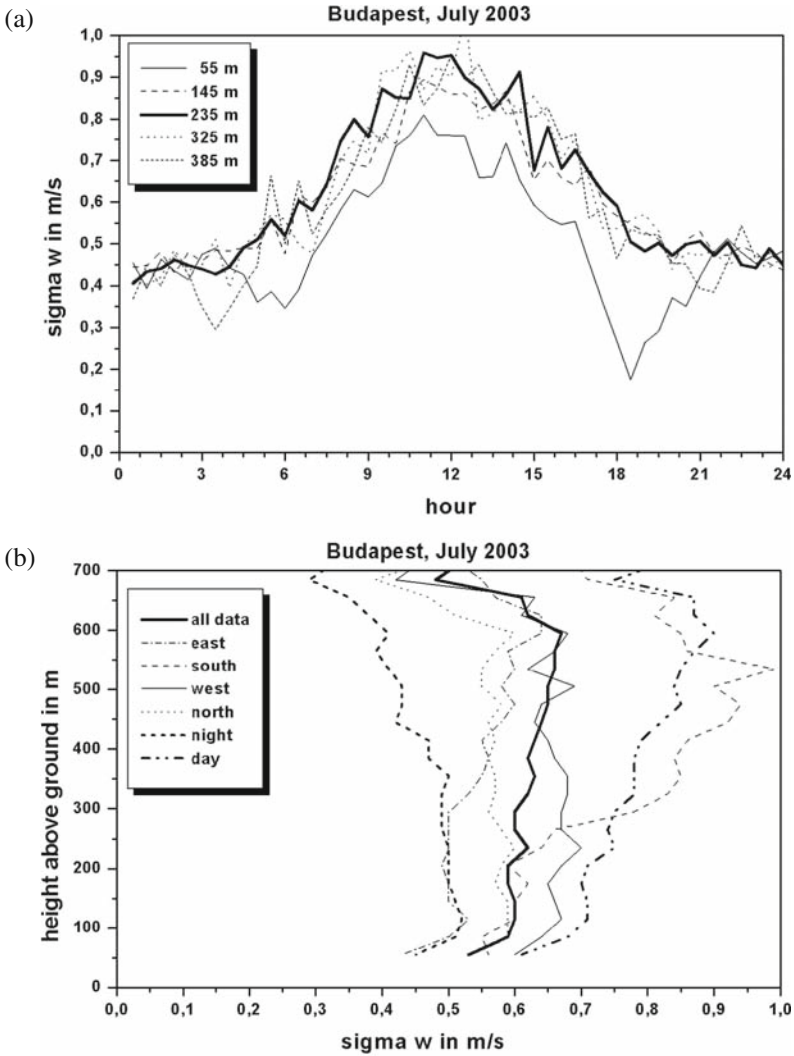 (a)
Budapest, July 2003
1,0
0,9
0,8
0,7
0,6
0,5
0,4
0,3
0,2
0,1
0,0
sigma w in m/s
55 m
145 m
235 m
325 m
385 m
0 3 6 9 12 15 18 21 24
hour
(b)
Budapest, July 2003
700
600
500
400
300
200
100
0
height above ground in m
all data
east
south
west
north
night
day
0,0 0,1 0,2 0,3 0,4 0,5 0,6 0,7 0,8 0,9 1,0
sigma w in m/s